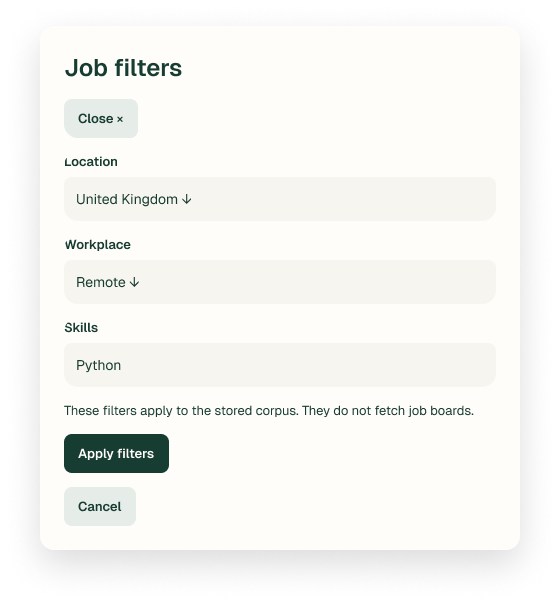 Job filters
Close ×
Location
United Kingdom ↓
Workplace
Remote ↓
Skills
Python
These filters apply to the stored corpus. They do not fetch job boards.
Apply filters
Cancel